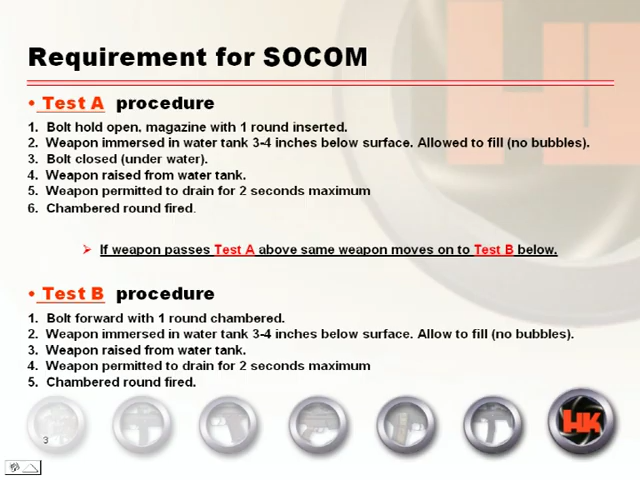 Requirement for SOCOM
• Test A procedure
1. Bolt hold open, magazine with 1 round inserted.
2. Weapon immersed in water tank 3-4 inches below surface. Allowed to fill (no bubbles).
3. Bolt closed (under water).
4. Weapon raised from water tank.
5. Weapon permitted to drain for 2 seconds maximum
6. Chambered round fired.
➢ If weapon passes Test A above same weapon moves on to Test B below.
• Test B procedure
1. Bolt forward with 1 round chambered.
2. Weapon immersed in water tank 3-4 inches below surface. Allow to fill (no bubbles).
3. Weapon raised from water tank.
4. Weapon permitted to drain for 2 seconds maximum
5. Chambered round fired.
3
HK